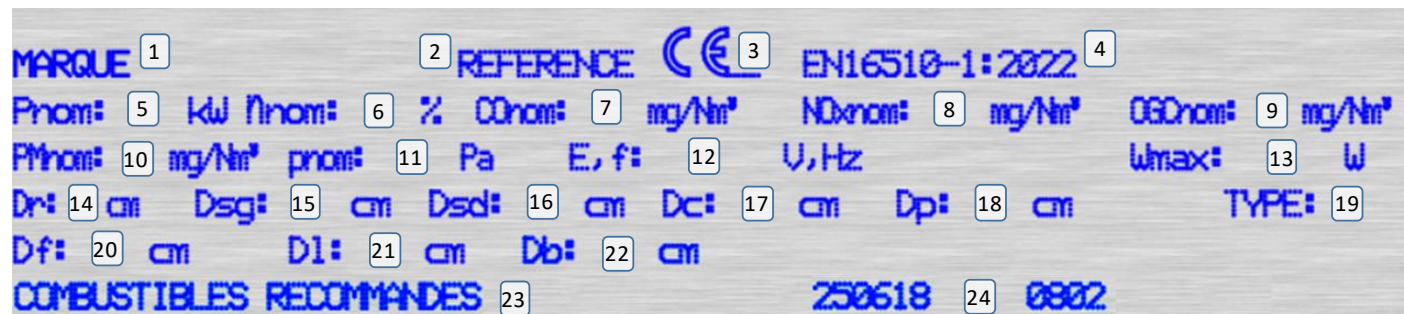 MARQUE 1 2 REFERENCE CE 3 EN16510-1:2022 4
Pnom: 5 kW ηnom: 6 % COnom: 7 mg/Nm³ NOxnom: 8 mg/Nm³ OGCnom: 9 mg/Nm³
PMnom: 10 mg/Nm³ pnom: 11 Pa E,f: 12 V,Hz Wmax: 13 W
Dr: 14 cm Dsg: 15 cm Dsd: 16 cm Dc: 17 cm Dp: 18 cm TYPE: 19
Df: 20 cm Dl: 21 cm Db: 22 cm
COMBUSTIBLES RECOMMANDES 23 250618 24 0802